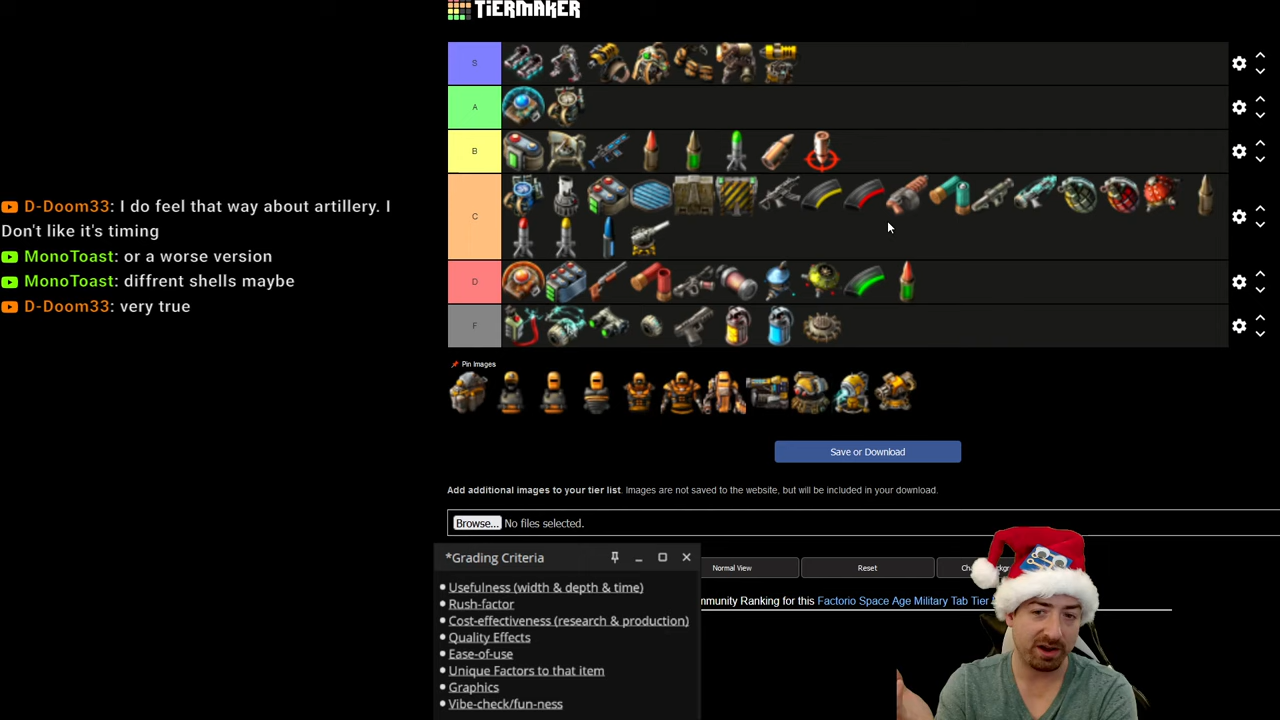 TiERMAKER
S
A
B
C
D
F
D-Doom33: I do feel that way about artillery. I
Don't like it's timing
MonoToast: or a worse version
MonoToast: diffrent shells maybe
D-Doom33: very true
Pin Images
Save or Download
Add additional images to your tier list. Images are not saved to the website, but will be included in your download.
Browse... No files selected.
Normal View
Reset
mmunity Ranking for this Factorio Space Age Military Tab Tier
*Grading Criteria
Usefulness (width & depth & time)
Rush-factor
Cost-effectiveness (research & production)
Quality Effects
Ease-of-use
Unique Factors to that item
Graphics
Vibe-check/fun-ness